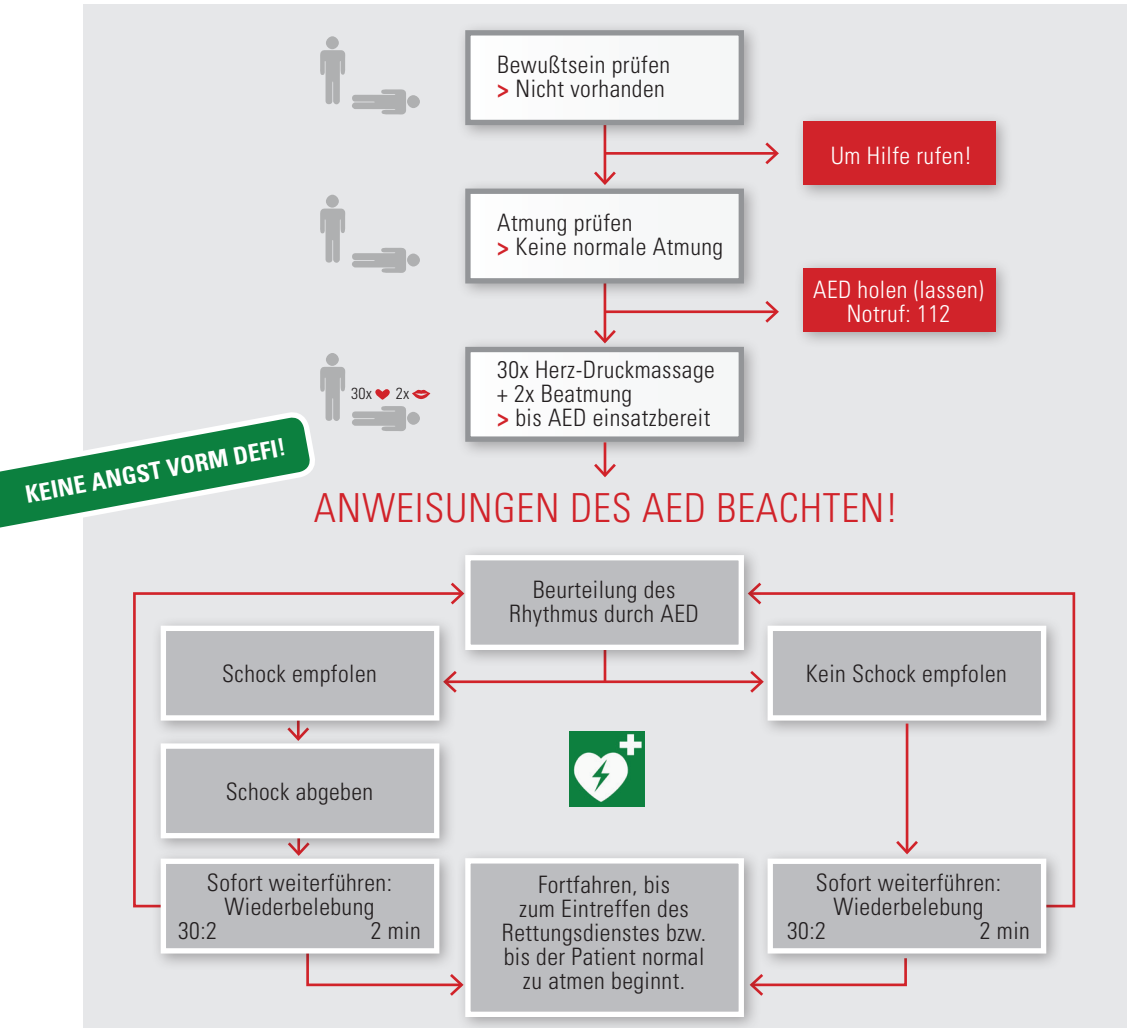 Bewußtsein prüfen
> Nicht vorhanden
Um Hilfe rufen!
Atmung prüfen
> Keine normale Atmung
AED holen (lassen)
Notruf: 112
30x Herz-Druckmassage
+ 2x Beatmung
> bis AED einsatzbereit
30x 2x
KEINE ANGST VORM DEFI!
ANWEISUNGEN DES AED BEACHTEN!
Beurteilung des
Rhythmus durch AED
Schock empfolen
Kein Schock empfolen
Schock abgeben
Sofort weiterführen:
Wiederbelebung
30:2 2 min
Fortfahren, bis
zum Eintreffen des
Rettungsdienstes bzw.
bis der Patient normal
zu atmen beginnt.
Sofort weiterführen:
Wiederbelebung
30:2 2 min